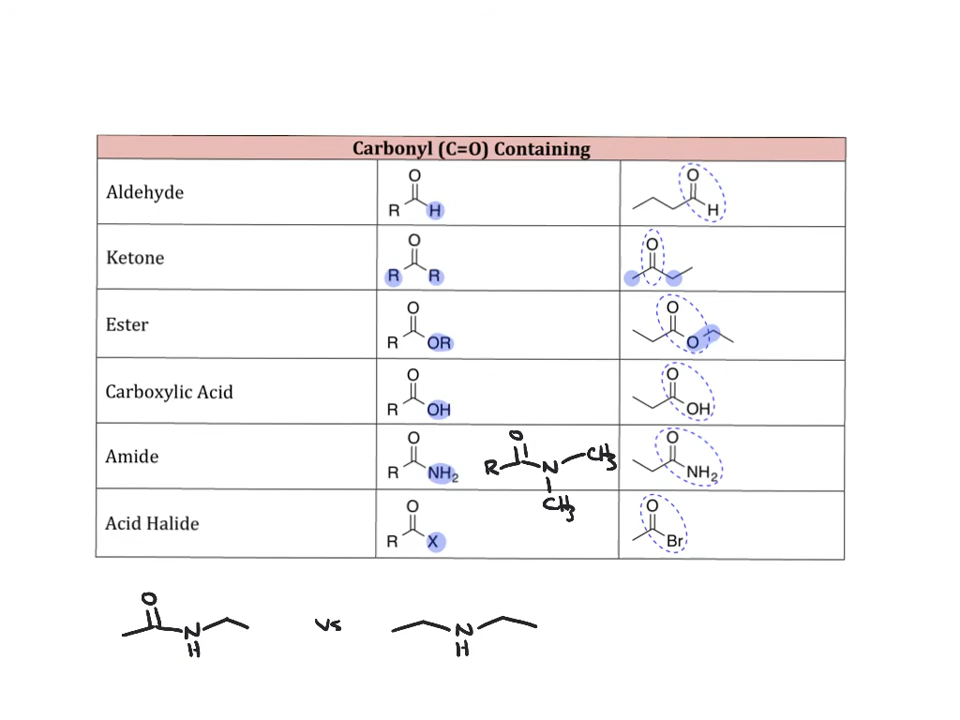 Carbonyl (C=O) Containing
Aldehyde
O
R H
O
H
Ketone
O
R R
O
Ester
O
R OR
O
O
Carboxylic Acid
O
R OH
O
OH
Amide
O
R NH₂
O
R N CH₃
CH₃
O
NH₂
Acid Halide
O
R X
O
Br
O
N
H
vs
N
H